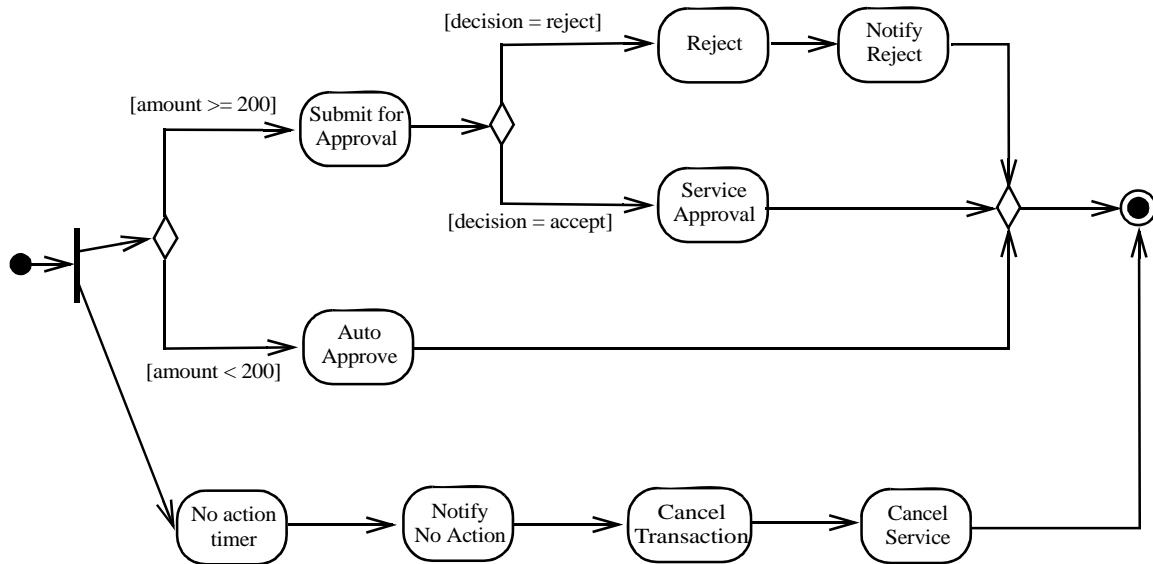 [decision = reject]
Reject
Notify
Reject
[amount >= 200]
Submit for
Approval
Service
Approval
[decision = accept]
Auto
Approve
[amount < 200]
No action
timer
Notify
No Action
Cancel
Transaction
Cancel
Service